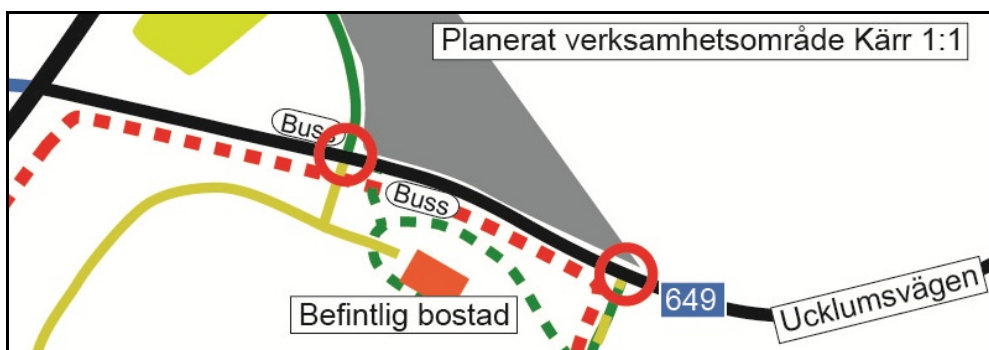 Planerat verksamhetsområde Kärr 1:1
Buss
Buss
649
Ucklumsvägen
Befintlig bostad